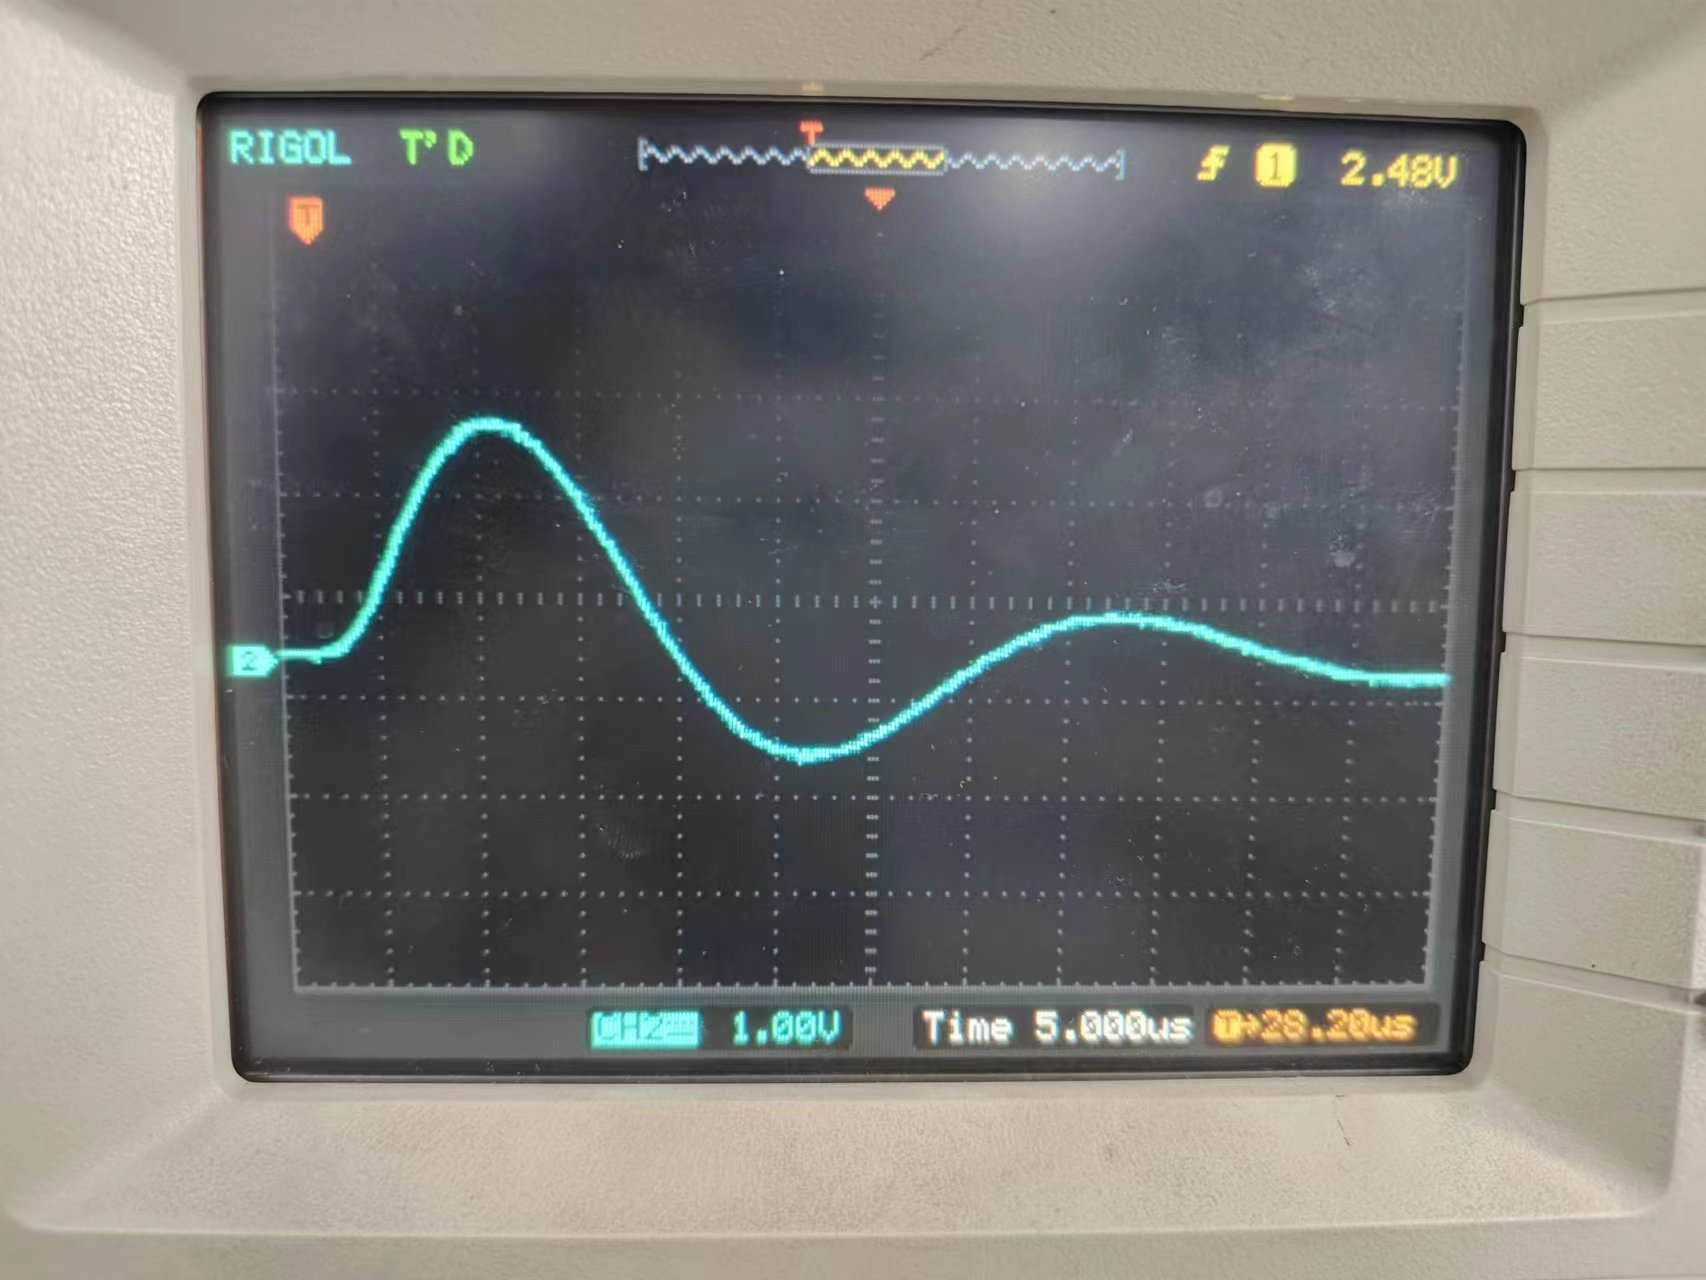 RIGOL T'D T 1 2.48V
T
2
CH2 1.00V Time 5.000us T→28.20us